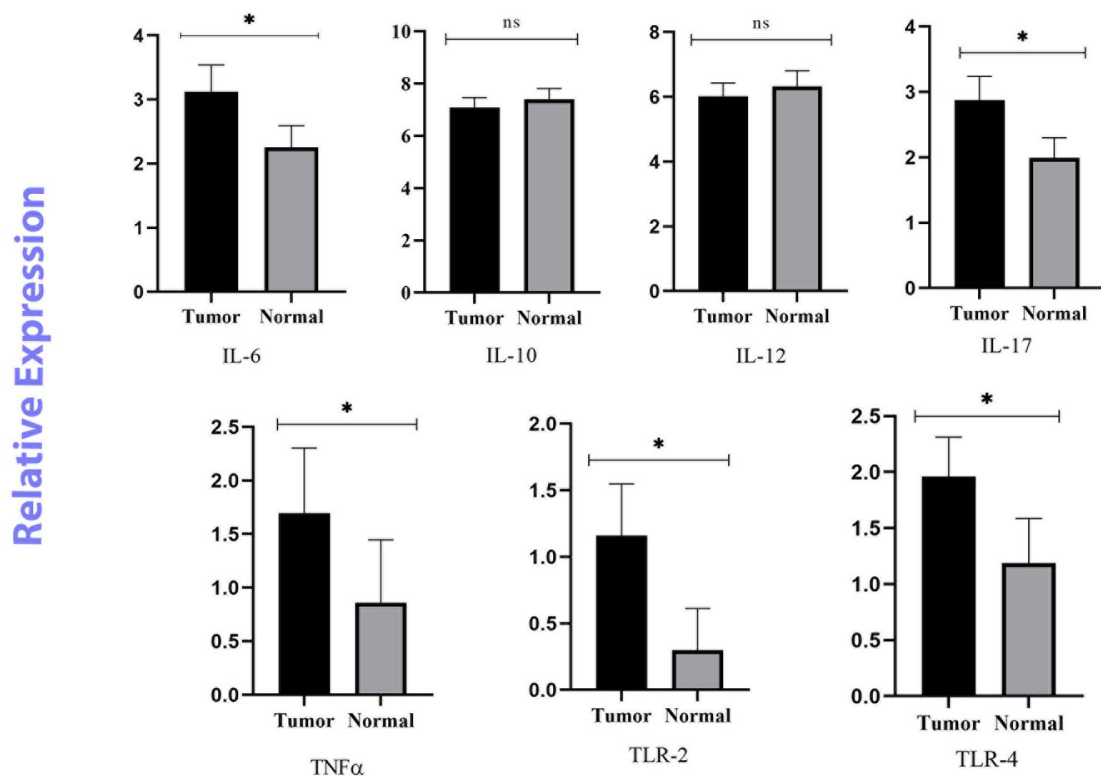 Relative Expression
*
4
3
2
1
0
Tumor Normal
IL-6
ns
10
8
6
4
2
0
Tumor Normal
IL-10
ns
8
6
4
2
0
Tumor Normal
IL-12
*
4
3
2
1
0
Tumor Normal
IL-17
*
2.5
2.0
1.5
1.0
0.5
0.0
Tumor Normal
TNFα
*
2.0
1.5
1.0
0.5
0.0
Tumor Normal
TLR-2
*
2.5
2.0
1.5
1.0
0.5
0.0
Tumor Normal
TLR-4